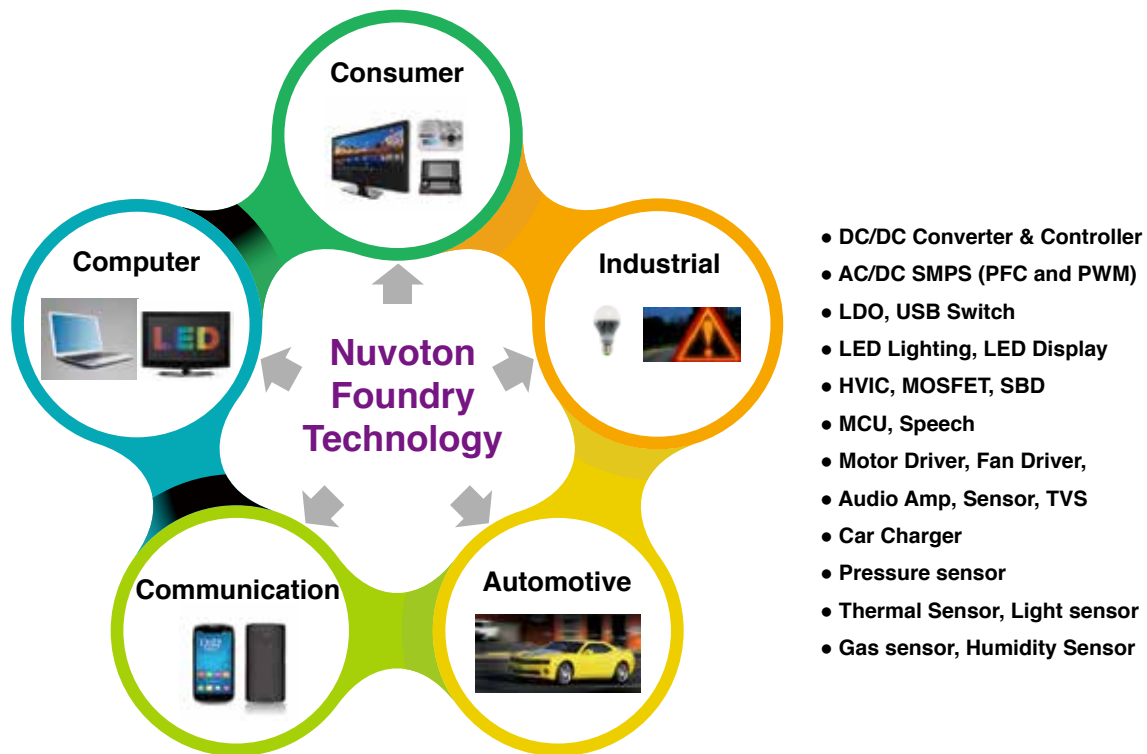 Consumer
Computer
LED
Industrial
Nuvoton
Foundry
Technology
Communication
Automotive
● DC/DC Converter & Controller
● AC/DC SMPS (PFC and PWM)
● LDO, USB Switch
● LED Lighting, LED Display
● HVIC, MOSFET, SBD
● MCU, Speech
● Motor Driver, Fan Driver,
● Audio Amp, Sensor, TVS
● Car Charger
● Pressure sensor
● Thermal Sensor, Light sensor
● Gas sensor, Humidity Sensor